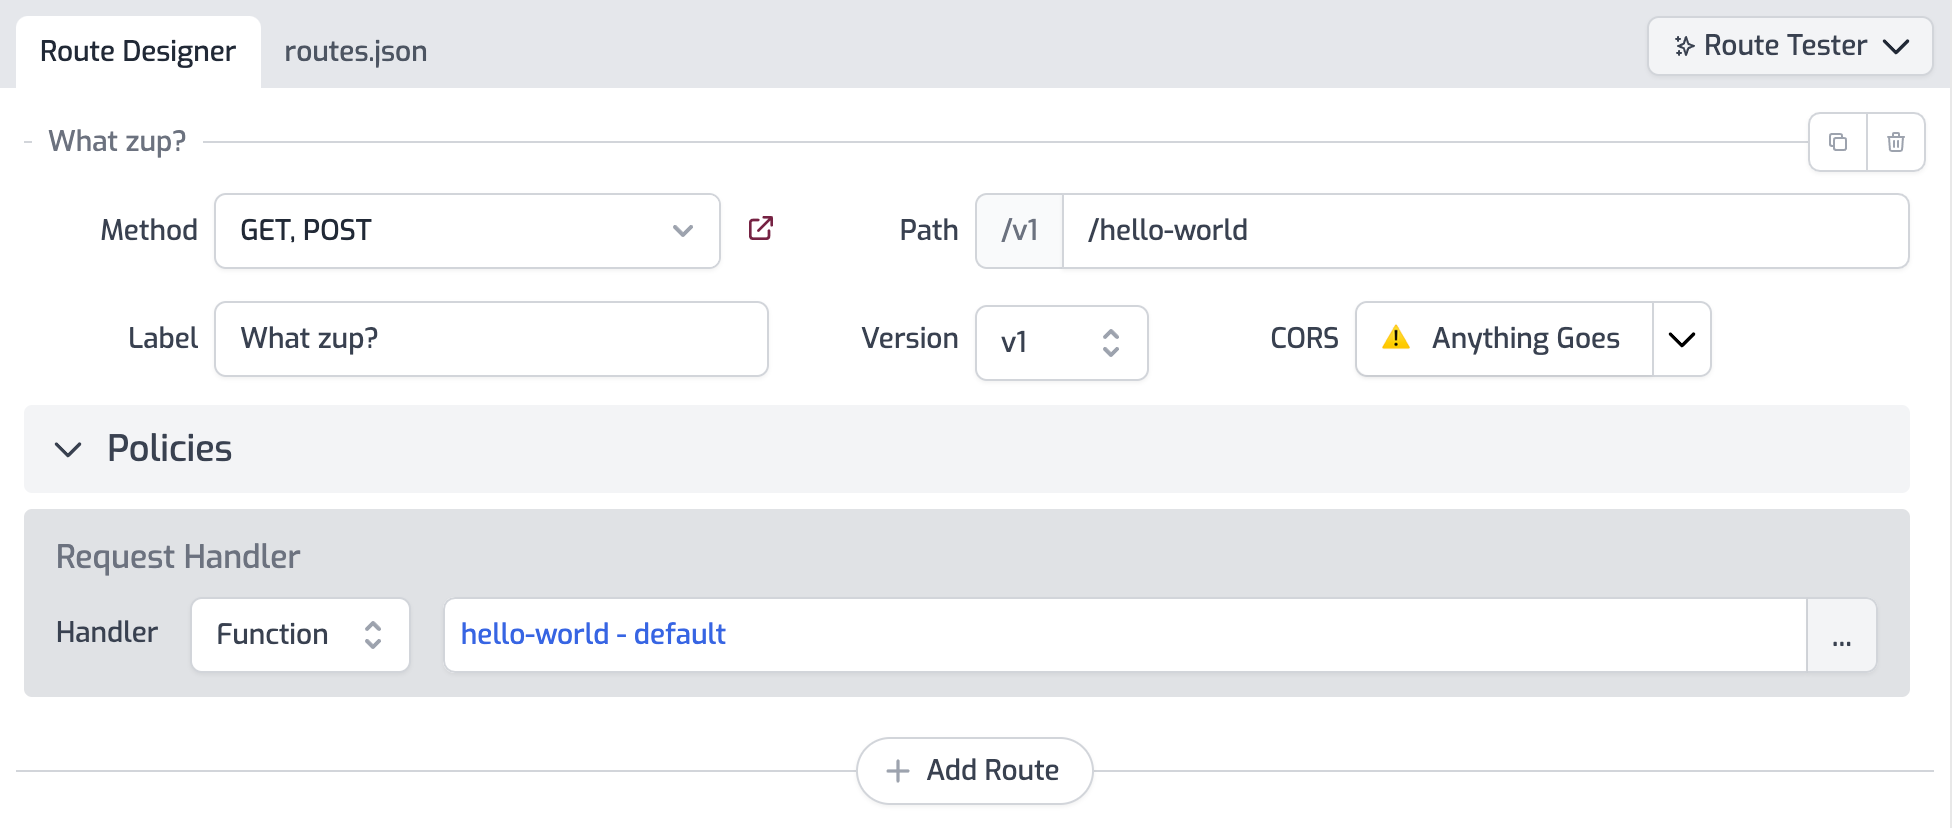 Route Designer routes.json Route Tester
What zup?
Method GET, POST Path /v1 /hello-world
Label What zup? Version v1 CORS Anything Goes
Policies
Request Handler
Handler Function hello-world - default ...
Add Route